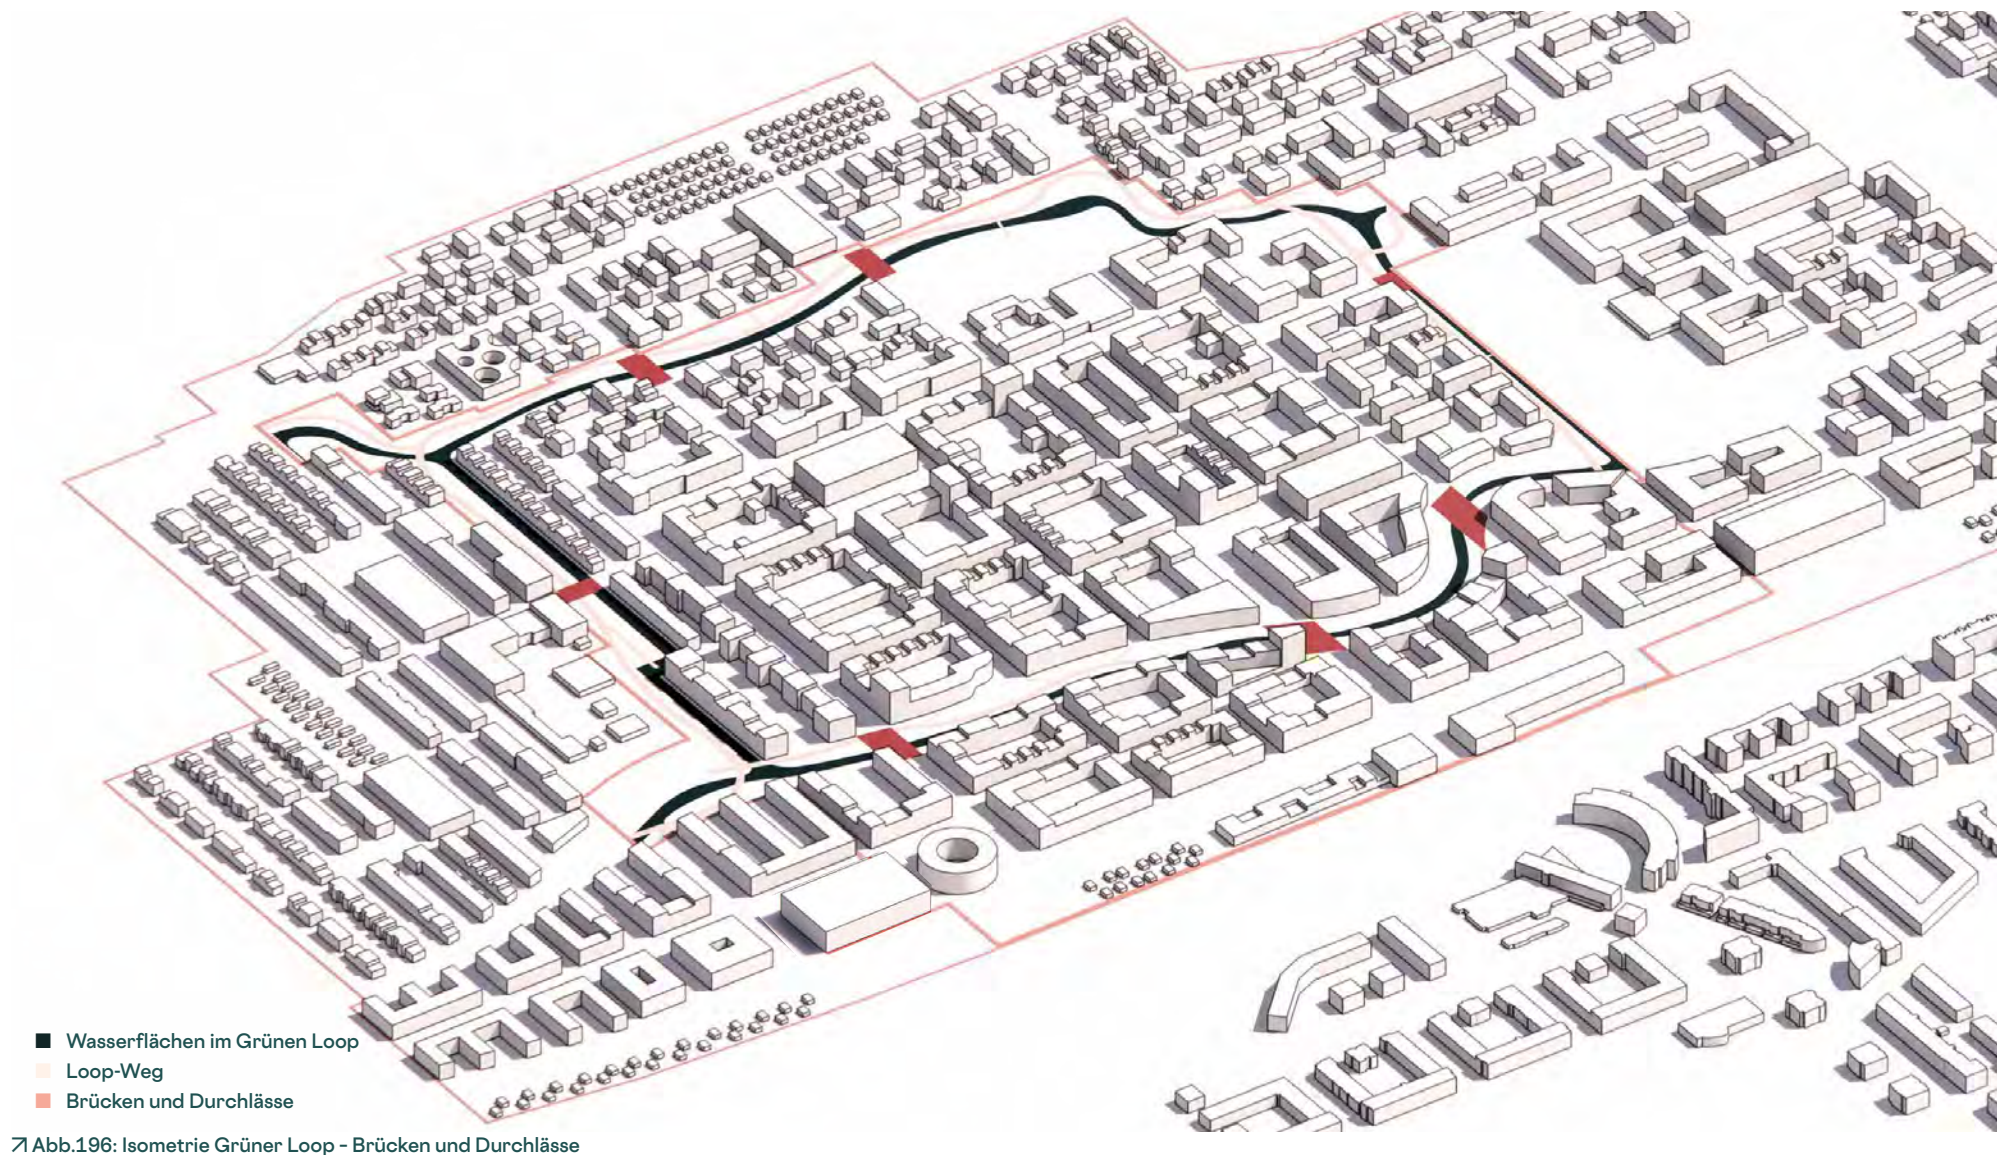 Wasserflächen im Grünen Loop
Loop-Weg
Brücken und Durchlässe
↗ Abb.196: Isometrie Grüner Loop - Brücken und Durchlässe